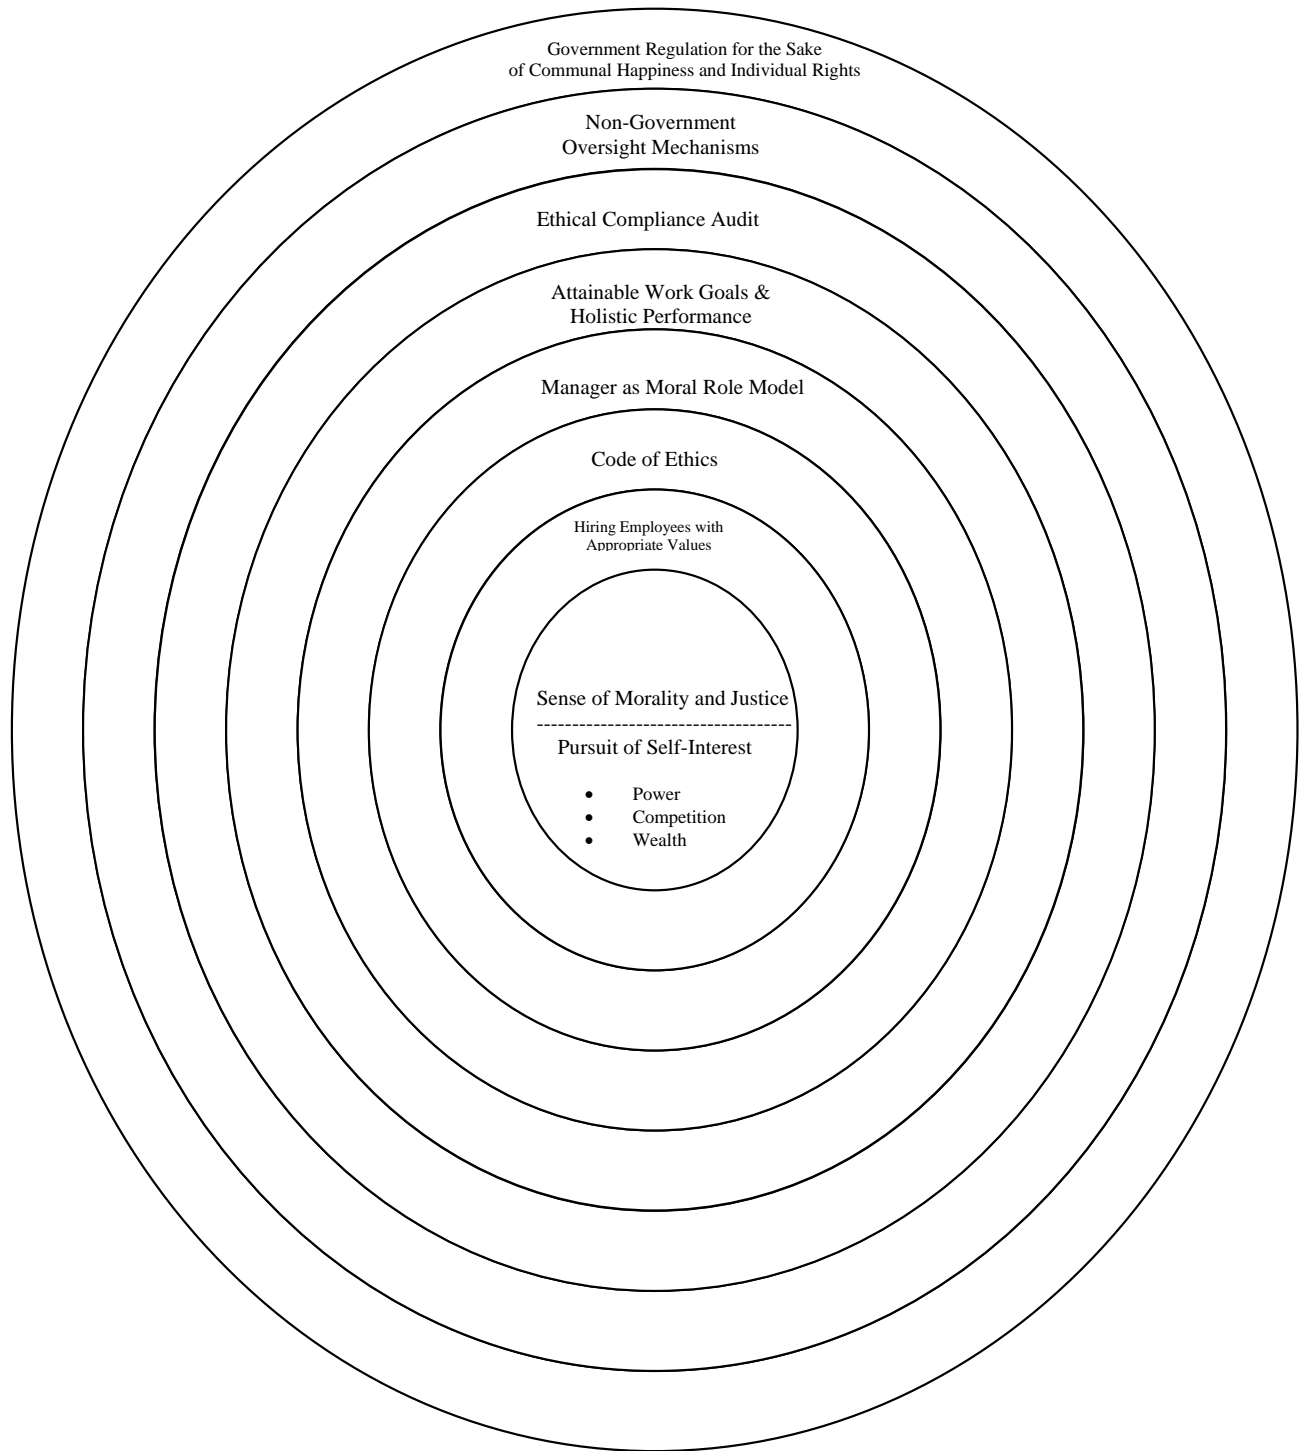 Government Regulation for the Sake
of Communal Happiness and Individual Rights
Non-Government
Oversight Mechanisms
Ethical Compliance Audit
Attainable Work Goals &
Holistic Performance
Manager as Moral Role Model
Code of Ethics
Hiring Employees with
Appropriate Values
Sense of Morality and Justice
------------------------------------
Pursuit of Self-Interest
• Power
• Competition
• Wealth